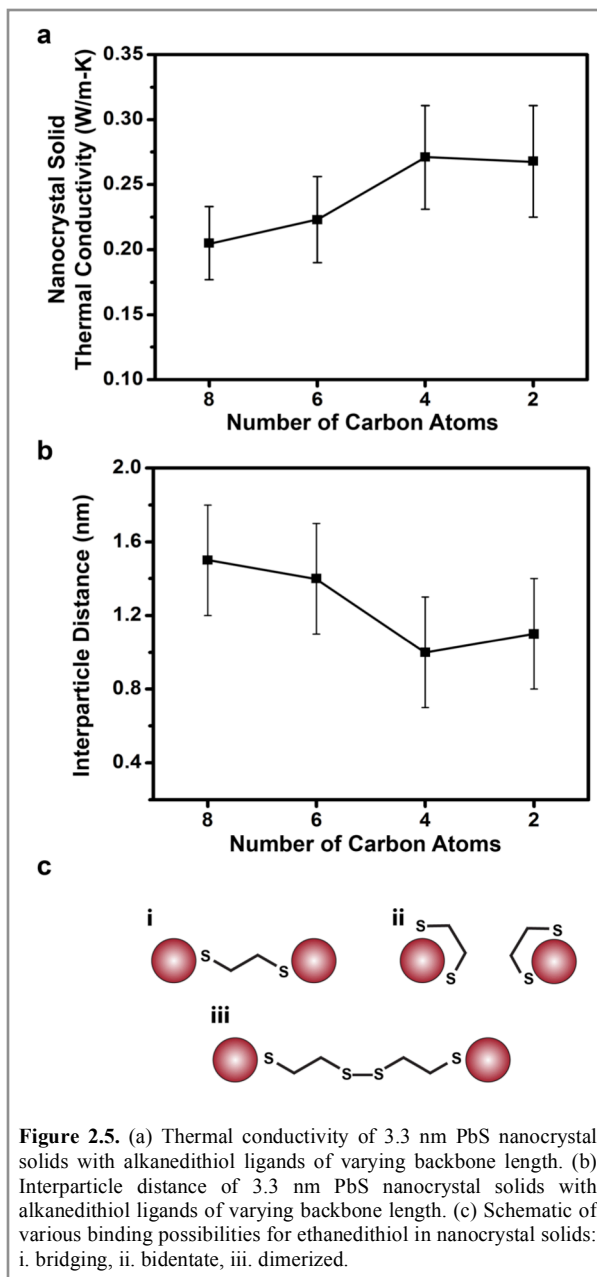 a
Nanocrystal Solid
Thermal Conductivity (W/m-K)
0.35
0.30
0.25
0.20
0.15
0.10
8 6 4 2
Number of Carbon Atoms
b
Interparticle Distance (nm)
2.0
1.6
1.2
0.8
0.4
8 6 4 2
Number of Carbon Atoms
c
i
S
S
ii
S
S
S
S
iii
S
S
S
S
Figure 2.5. (a) Thermal conductivity of 3.3 nm PbS nanocrystal
solids with alkanedithiol ligands of varying backbone length. (b)
Interparticle distance of 3.3 nm PbS nanocrystal solids with
alkanedithiol ligands of varying backbone length. (c) Schematic of
various binding possibilities for ethanedithiol in nanocrystal solids:
i. bridging, ii. bidentate, iii. dimerized.